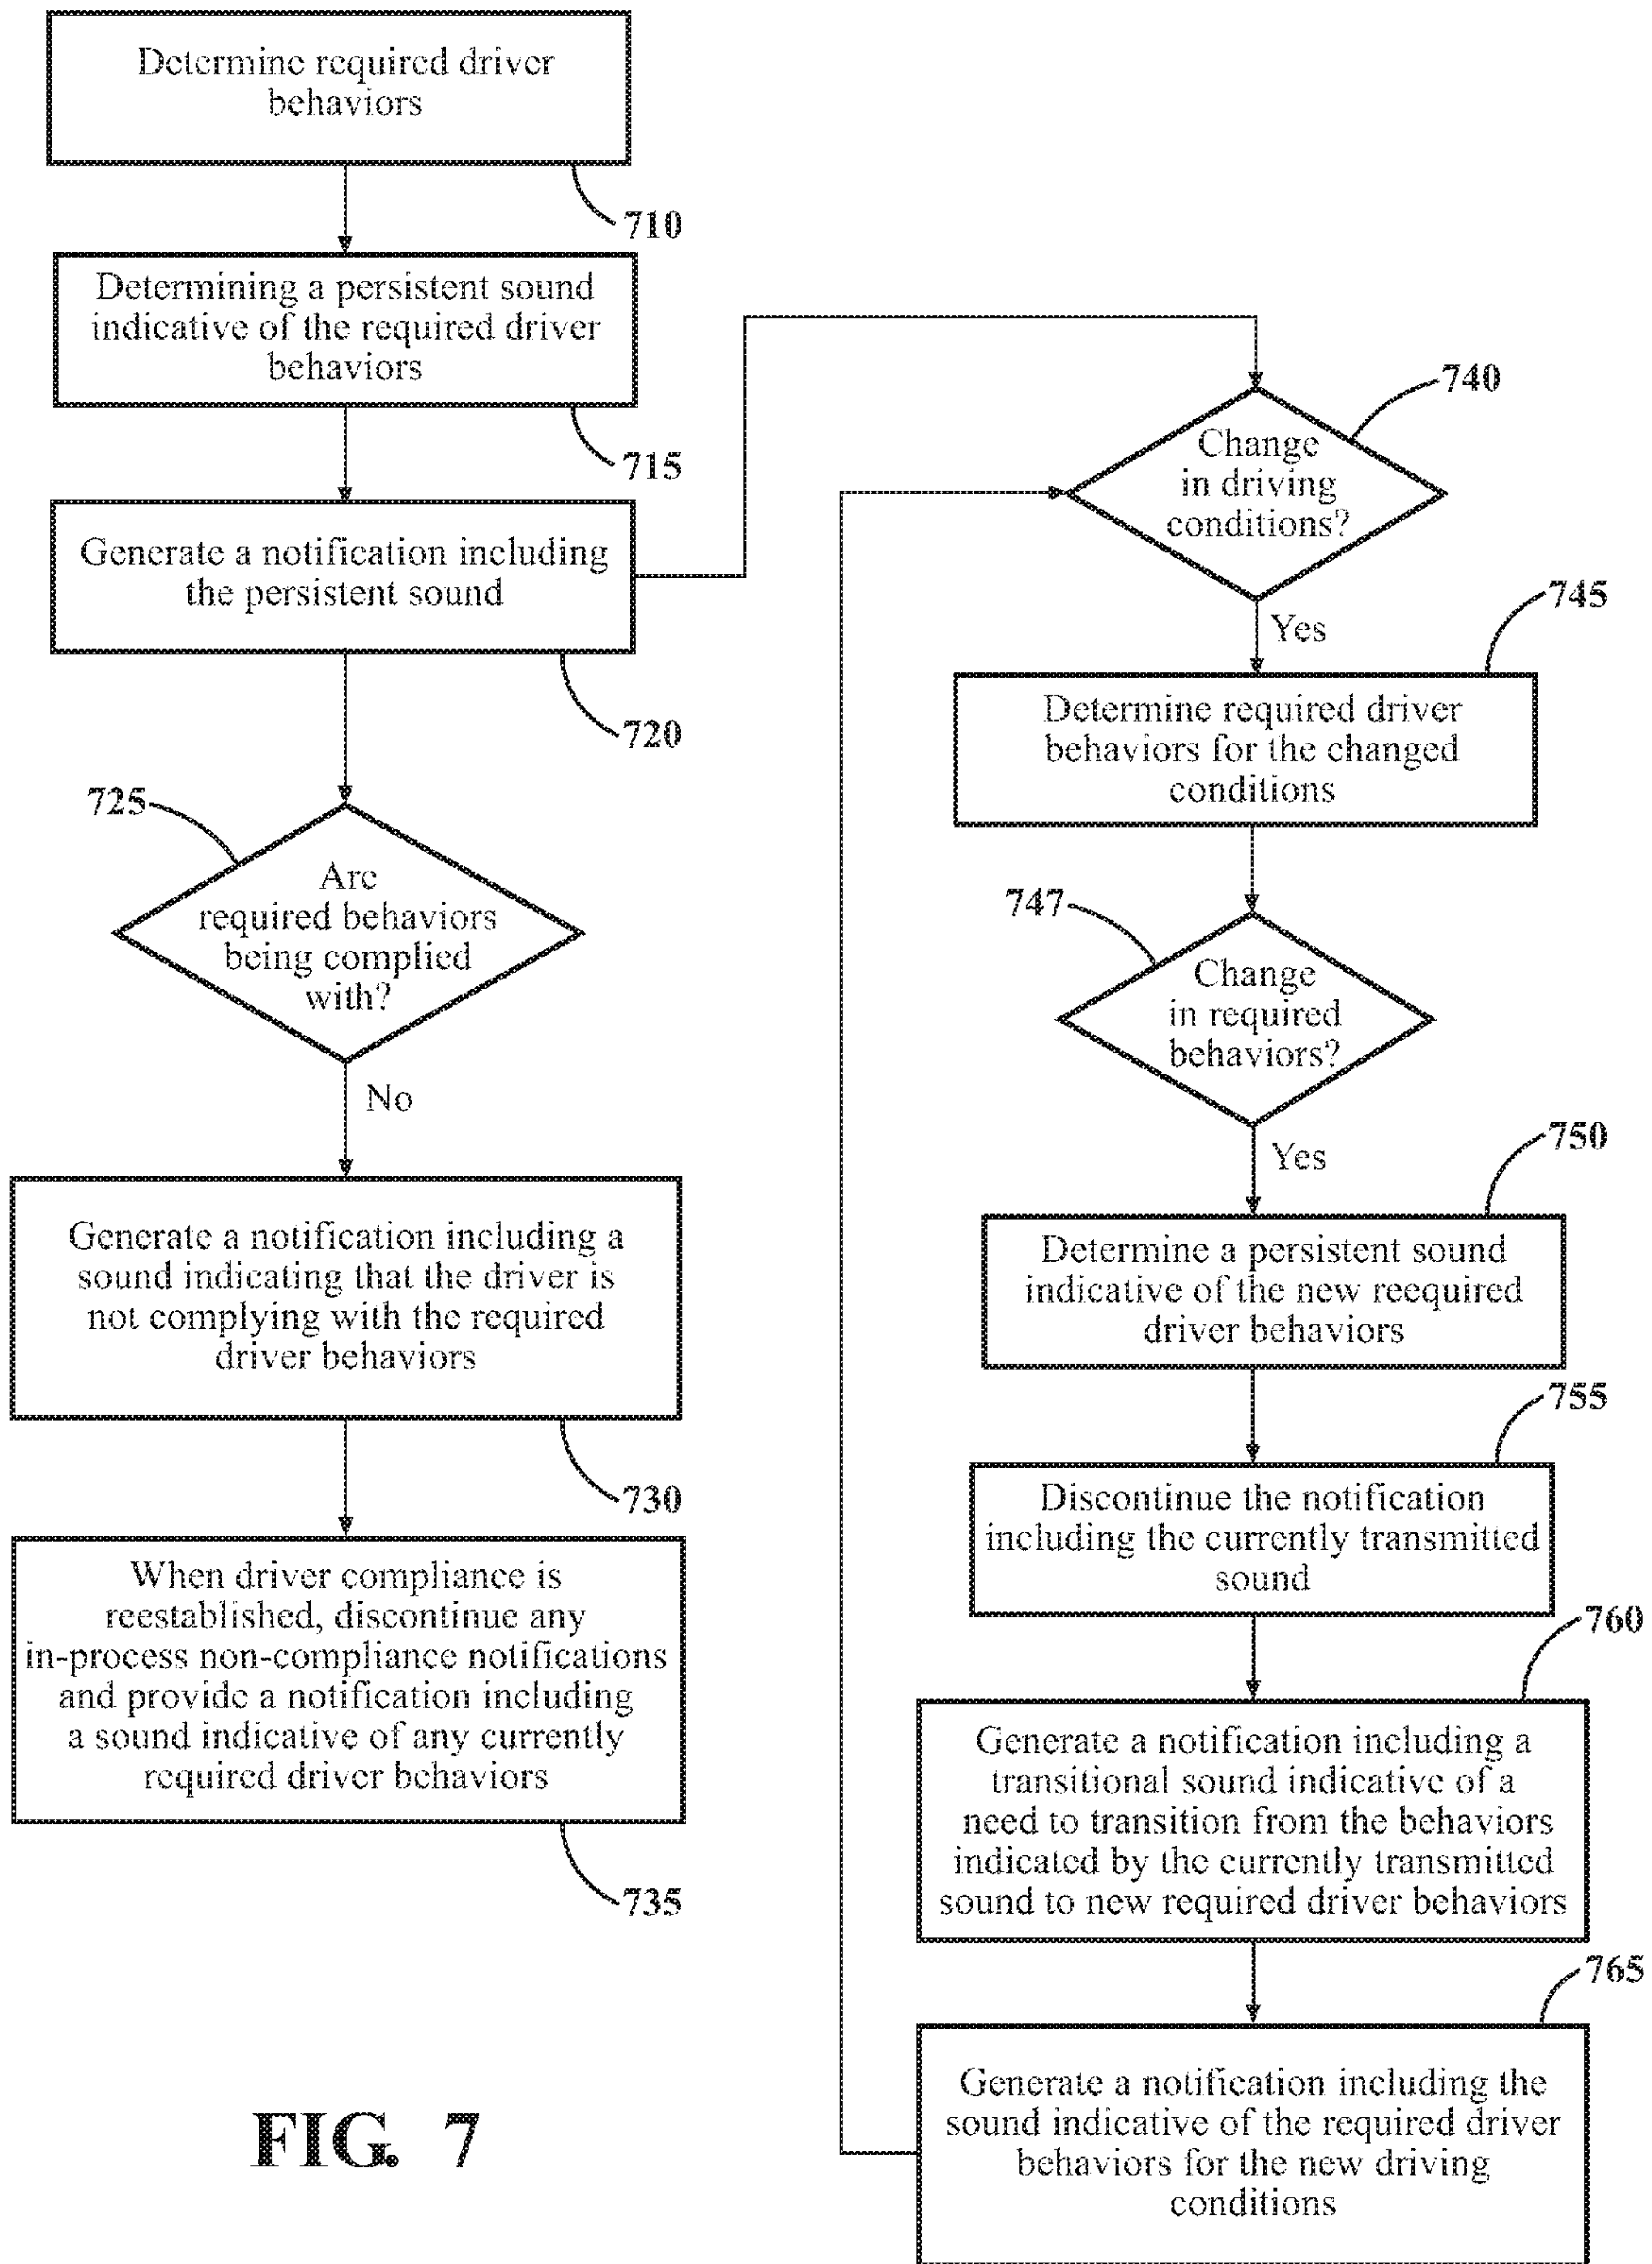 Determine required driver
behaviors
710
Determining a persistent sound
indicative of the required driver
behaviors
715
Generate a notification including
the persistent sound
720
725
Are
required behaviors
being complied
with?
No
Generate a notification including a
sound indicating that the driver is
not complying with the required
driver behaviors
730
When driver compliance is
reestablished, discontinue any
in-process non-compliance notifications
and provide a notification including
a sound indicative of any currently
required driver behaviors
735
740
Change
in driving
conditions?
Yes
745
Determine required driver
behaviors for the changed
conditions
747
Change
in required
behaviors?
Yes
750
Determine a persistent sound
indicative of the new reequired
driver behaviors
755
Discontinue the notification
including the currently transmitted
sound
760
Generate a notification including a
transitional sound indicative of a
need to transition from the behaviors
indicated by the currently transmitted
sound to new required driver behaviors
765
Generate a notification including the
sound indicative of the required driver
behaviors for the new driving
conditions
FIG. 7